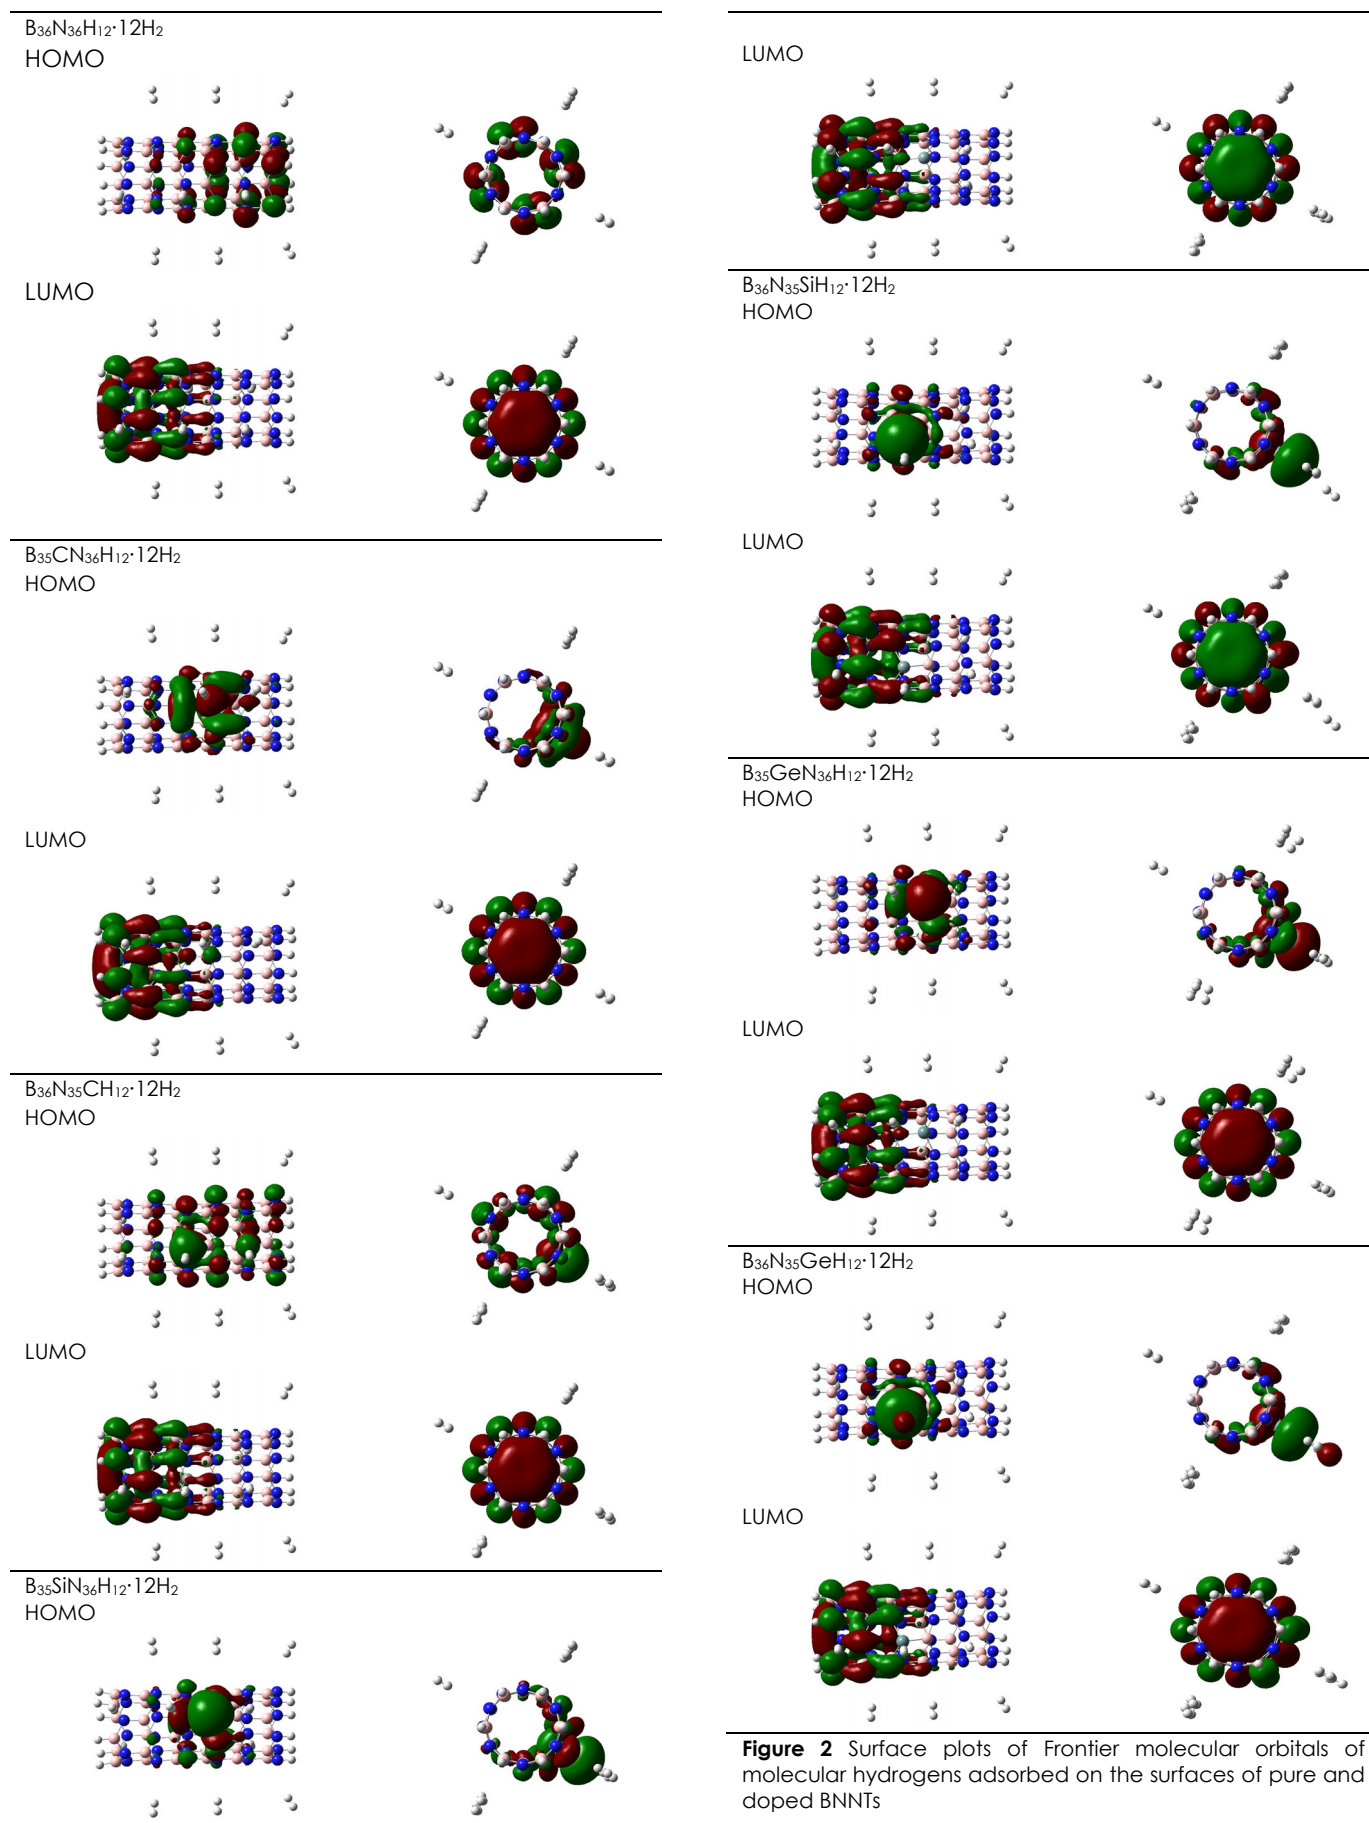 B₃₆N₃₆H₁₂·12H₂
HOMO
LUMO
B₃₅CN₃₆H₁₂·12H₂
HOMO
LUMO
B₃₆N₃₅CH₁₂·12H₂
HOMO
LUMO
B₃₅SiN₃₆H₁₂·12H₂
HOMO
LUMO
B₃₆N₃₅SiH₁₂·12H₂
HOMO
LUMO
B₃₅GeN₃₆H₁₂·12H₂
HOMO
LUMO
B₃₆N₃₅GeH₁₂·12H₂
HOMO
LUMO
Figure 2 Surface plots of Frontier molecular orbitals of
molecular hydrogens adsorbed on the surfaces of pure and
doped BNNTs